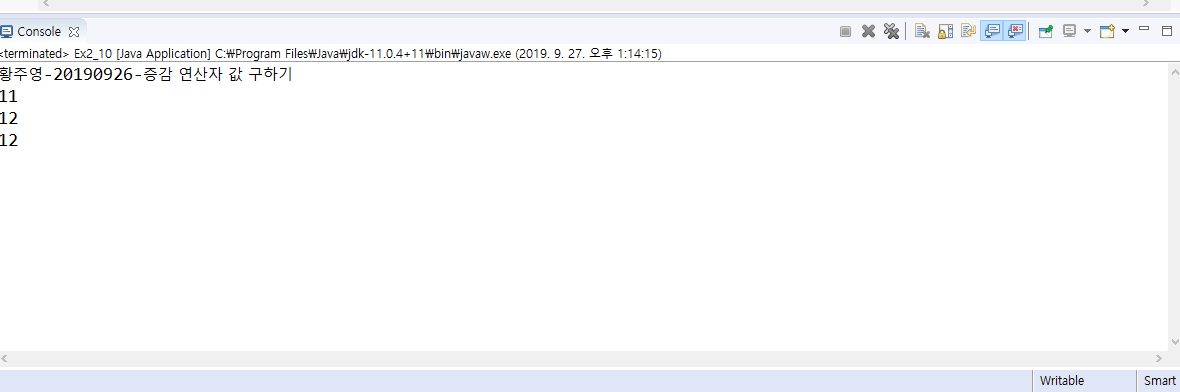 Console
<terminated> Ex2_10 [Java Application] C:₩Program Files₩Java₩jdk-11.0.4+11₩bin₩javaw.exe (2019. 9. 27. 오후 1:14:15)
황주영-20190926-증감 연산자 값 구하기
11
12
12
Writable
Smart